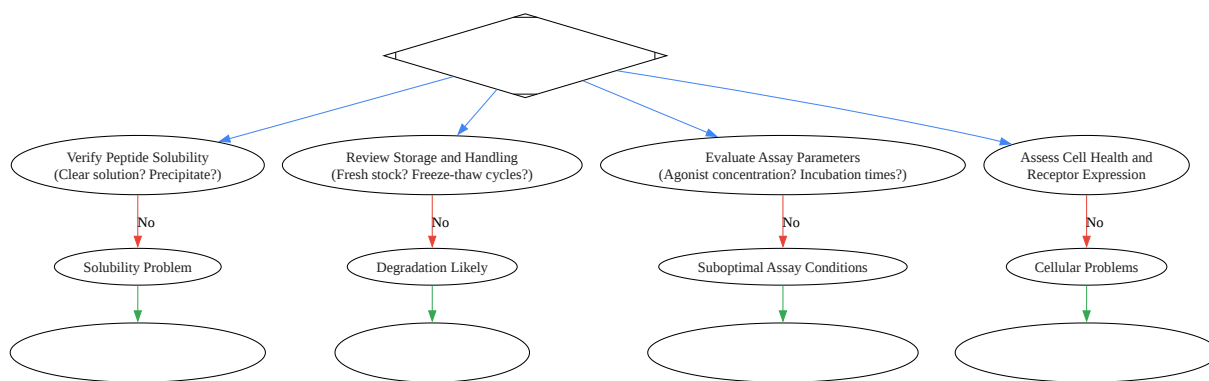 Verify Peptide Solubility
(Clear solution? Precipitate?)
Review Storage and Handling
(Fresh stock? Freeze-thaw cycles?)
Evaluate Assay Parameters
(Agonist concentration? Incubation times?)
Assess Cell Health and
Receptor Expression
No
No
No
No
Solubility Problem
Degradation Likely
Suboptimal Assay Conditions
Cellular Problems